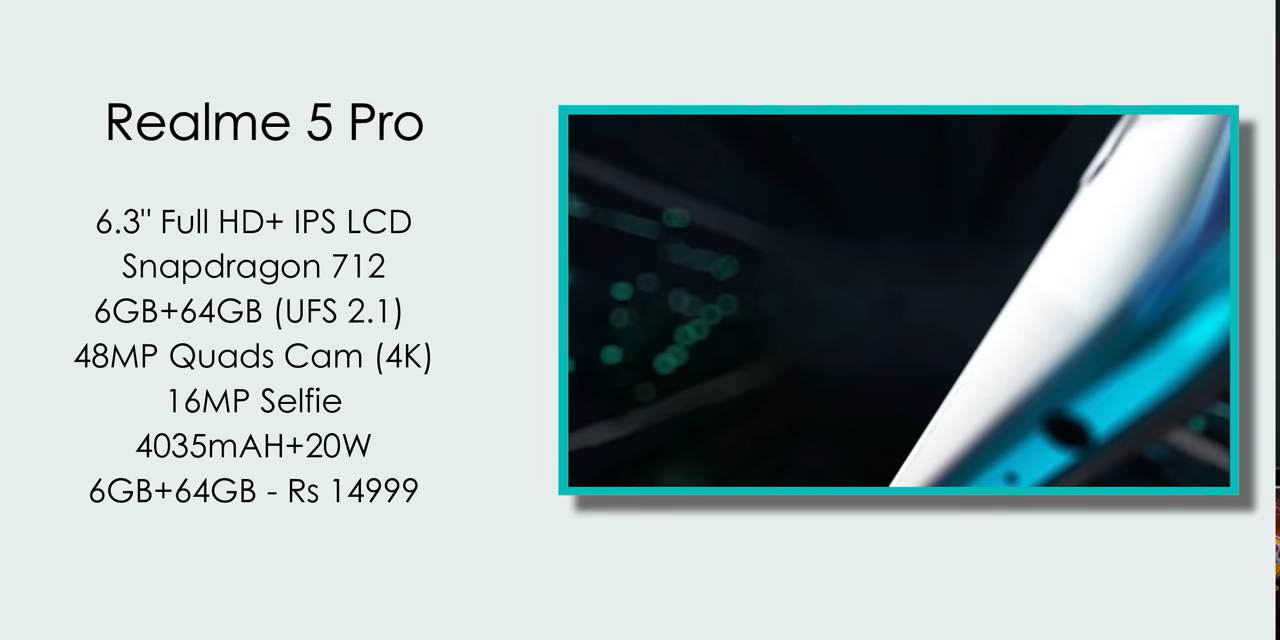 Realme 5 Pro
6.3" Full HD+ IPS LCD
Snapdragon 712
6GB+64GB (UFS 2.1)
48MP Quads Cam (4K)
16MP Selfie
4035mAH+20W
6GB+64GB - Rs 14999